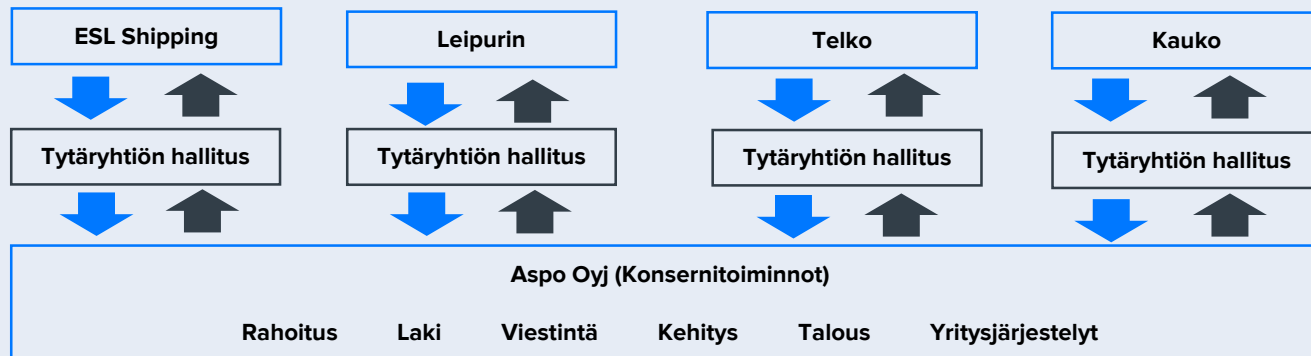 ESL Shipping
Leipurin
Telko
Kauko
Tytäryhtiön hallitus
Tytäryhtiön hallitus
Tytäryhtiön hallitus
Tytäryhtiön hallitus
Aspo Oyj (Konsernitoiminnot)
Rahoitus Laki Viestintä Kehitys Talous Yritysjärjestelyt